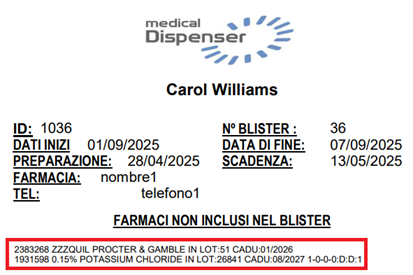 medical
Dispenser
Carol Williams
ID: 1036 Nº BLISTER : 36
DATI INIZI 01/09/2025 DATA DI FINE: 07/09/2025
PREPARAZIONE: 28/04/2025 SCADENZA: 13/05/2025
FARMACIA: nombre1
TEL: telefono1
FARMACI NON INCLUSI NEL BLISTER
2383268 ZZZQUIL PROCTER & GAMBLE IN LOT:51 CADU:01/2026
1931598 0.15% POTASSIUM CHLORIDE IN LOT:26841 CADU:08/2027 1-0-0-0:D:D:1